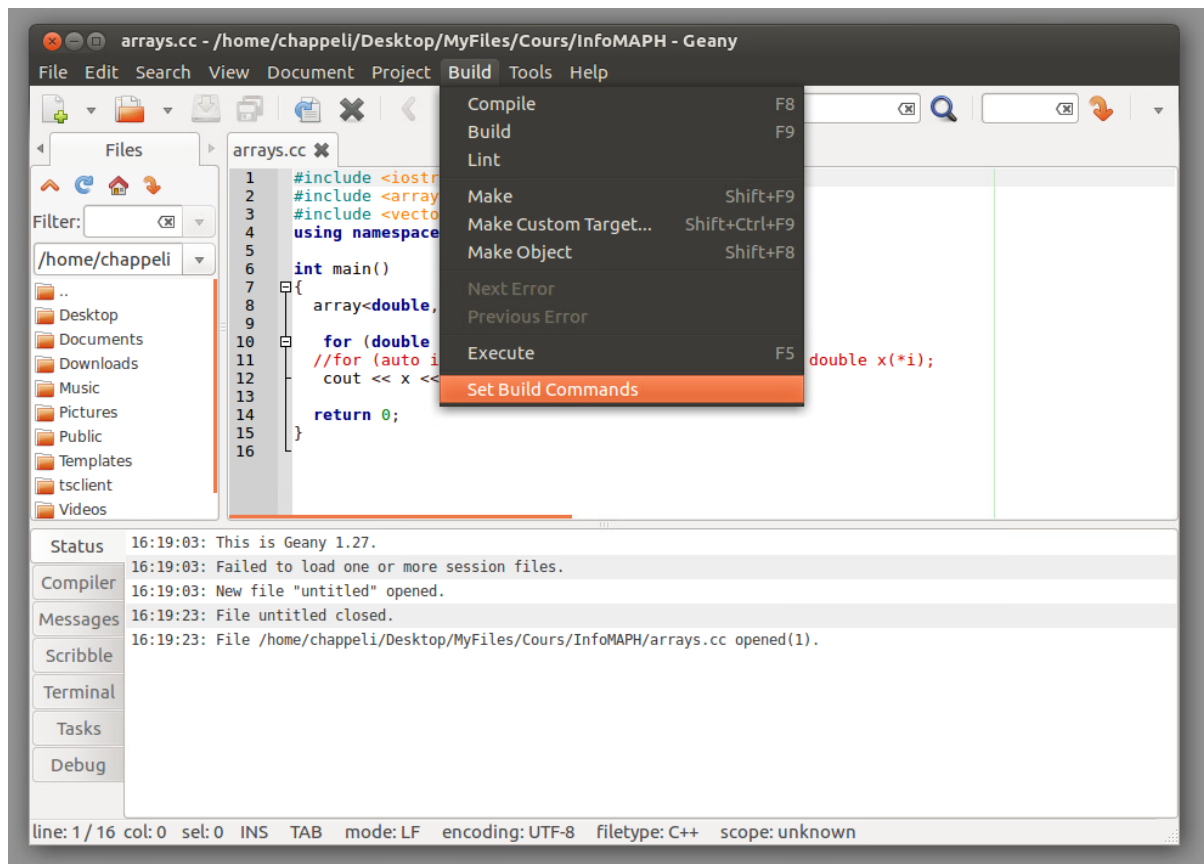 arrays.cc - /home/chappeli/Desktop/MyFiles/Cours/InfoMAPH - Geany
File Edit Search View Document Project Build Tools Help
Compile F8
Build F9
Lint
Make Shift+F9
Make Custom Target... Shift+Ctrl+F9
Make Object Shift+F8
Next Error
Previous Error
Execute F5
Set Build Commands
Files
Filter:
/home/chappeli
..
Desktop
Documents
Downloads
Music
Pictures
Public
Templates
tsclient
Videos
arrays.cc
1 #include <iostr
2 #include <array
3 #include <vecto
4 using namespace
5
6 int main()
7 {
8 array<double,
9
10 for (double
11 //for (auto i double x(*i);
12 cout << x <<
13
14 return 0;
15 }
16
Status
Compiler
Messages
Scribble
Terminal
Tasks
Debug
16:19:03: This is Geany 1.27.
16:19:03: Failed to load one or more session files.
16:19:03: New file "untitled" opened.
16:19:23: File untitled closed.
16:19:23: File /home/chappeli/Desktop/MyFiles/Cours/InfoMAPH/arrays.cc opened(1).
line: 1 / 16 col: 0 sel: 0 INS TAB mode: LF encoding: UTF-8 filetype: C++ scope: unknown